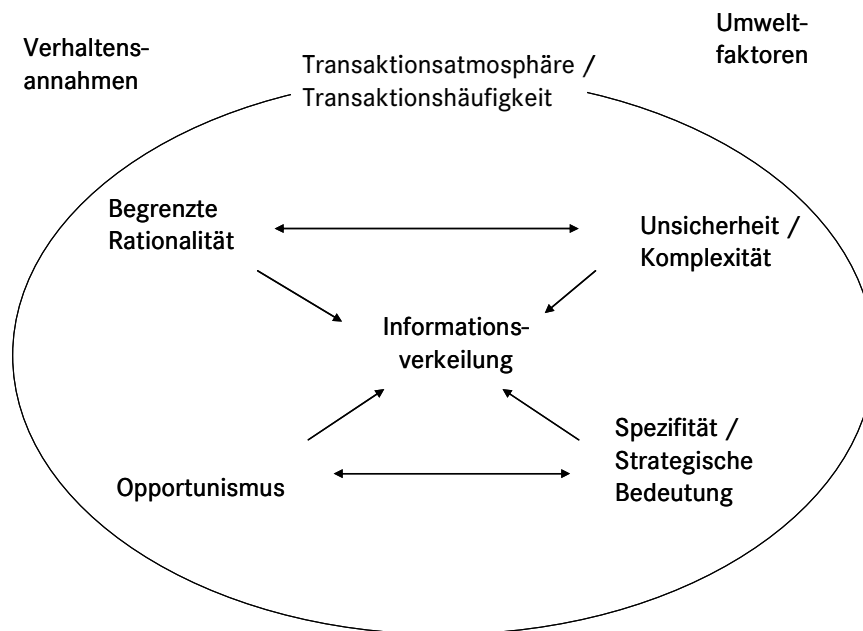 Verhaltens-
annahmen
Transaktionsatmosphäre /
Transaktionshäufigkeit
Umwelt-
faktoren
Begrenzte
Rationalität
Unsicherheit /
Komplexität
Informations-
verkeilung
Opportunismus
Spezifität /
Strategische
Bedeutung